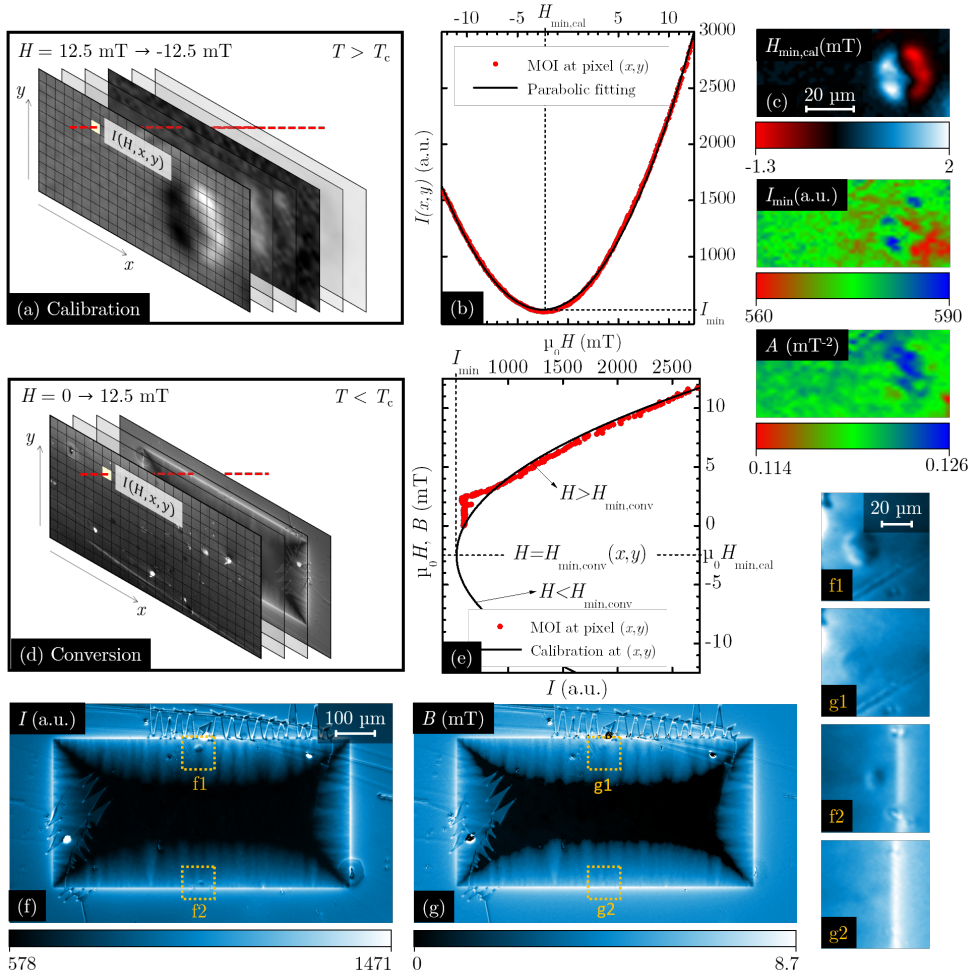 H = 12.5 mT → -12.5 mT
T > Tc
y
I(H,x,y)
x
(a) Calibration
-10 -5 Hmin,cal 5 10
MOI at pixel (x,y)
Parabolic fitting
3000
2500
2000
1500
1000
Imin
I(x,y) (a.u.)
(b)
μ0H (mT)
Hmin,cal(mT)
(c)
20 µm
-1.3 2
Imin(a.u.)
560 590
A (mT-2)
0.114 0.126
H = 0 → 12.5 mT
T < Tc
y
I(H,x,y)
x
(d) Conversion
Imin 1000 1500 2000 2500
10
5
0
-5
-10
μ0H, B (mT)
H>Hmin,conv
H=Hmin,conv(x,y)
μ0Hmin,cal
H<Hmin,conv
MOI at pixel (x,y)
Calibration at (x,y)
(e)
I (a.u.)
20 µm
f1
g1
f2
g2
I (a.u.)
100 µm
f1
f2
(f)
578 1471
B (mT)
g1
g2
(g)
0 8.7